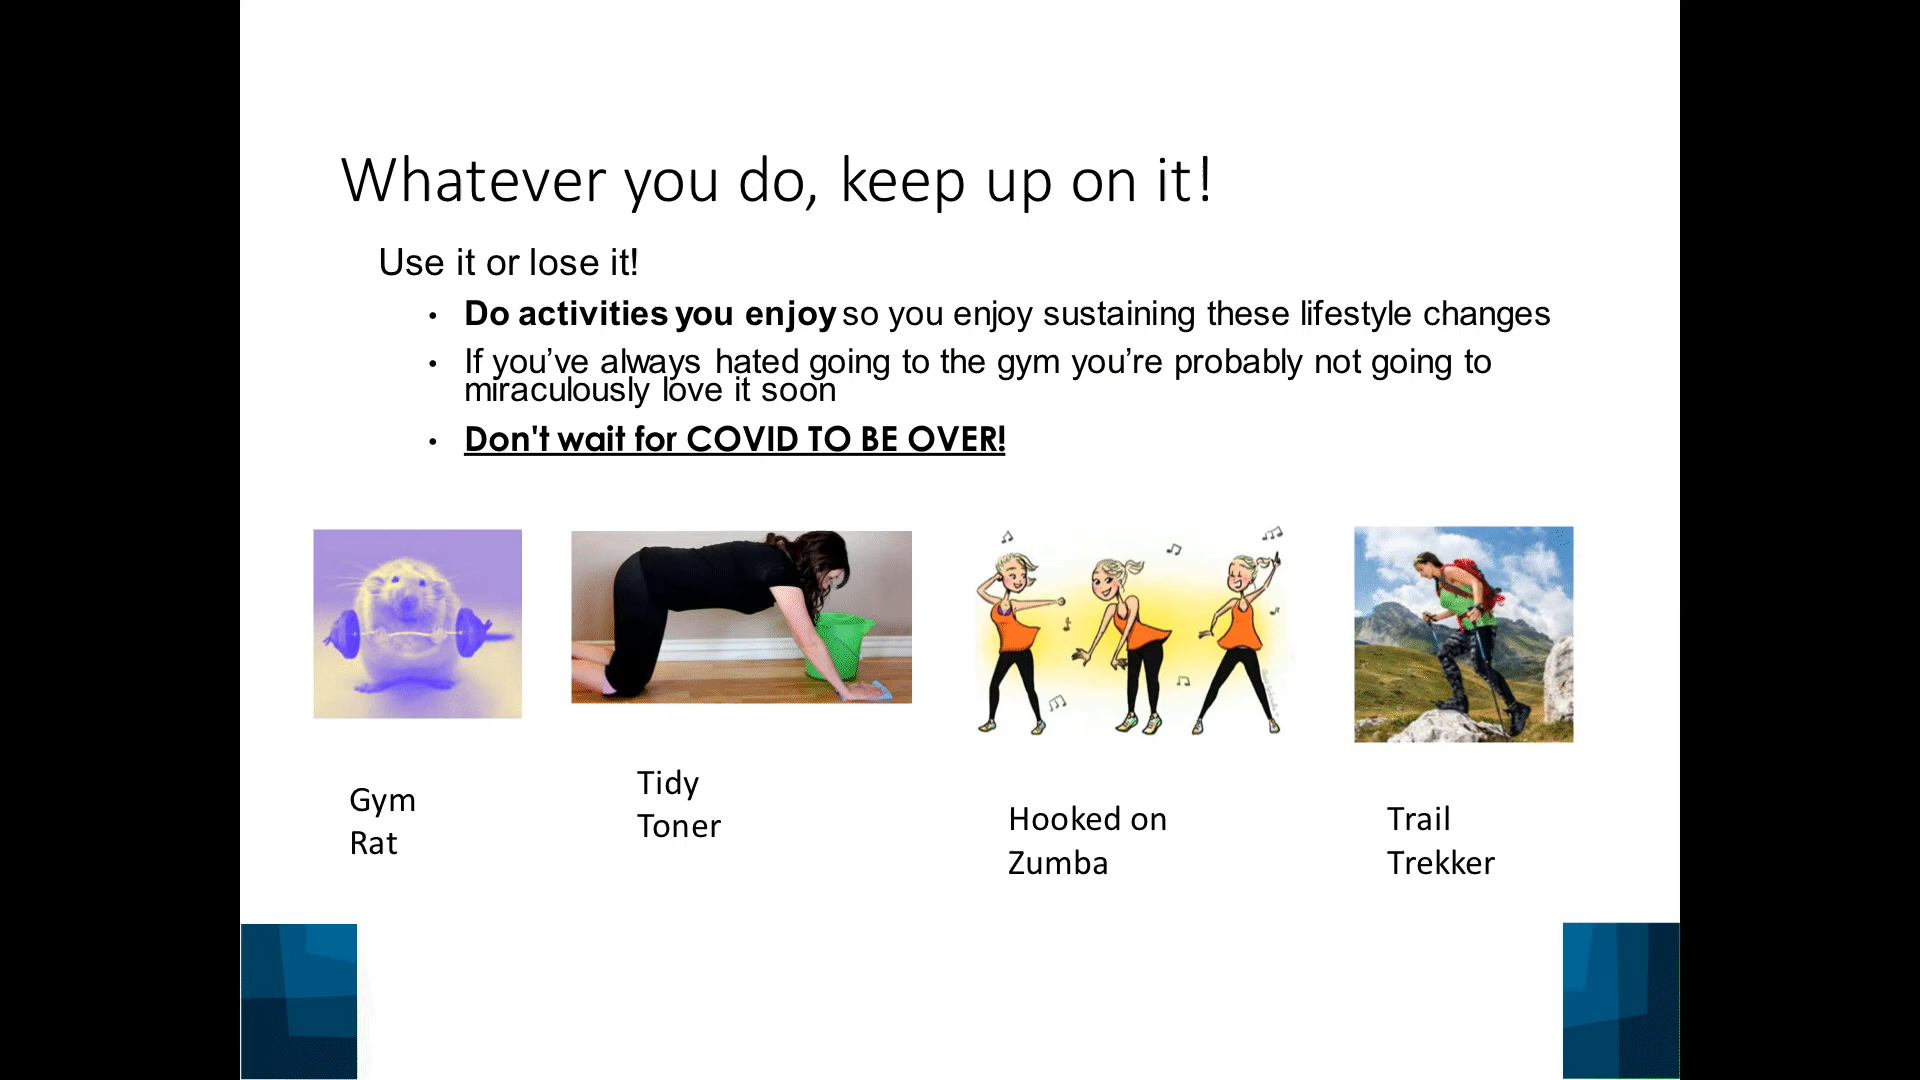 Whatever you do, keep up on it!
Use it or lose it!
• Do activities you enjoy so you enjoy sustaining these lifestyle changes
• If you’ve always hated going to the gym you’re probably not going to
miraculously love it soon
• Don't wait for COVID TO BE OVER!
Gym
Rat
Tidy
Toner
Hooked on
Zumba
Trail
Trekker